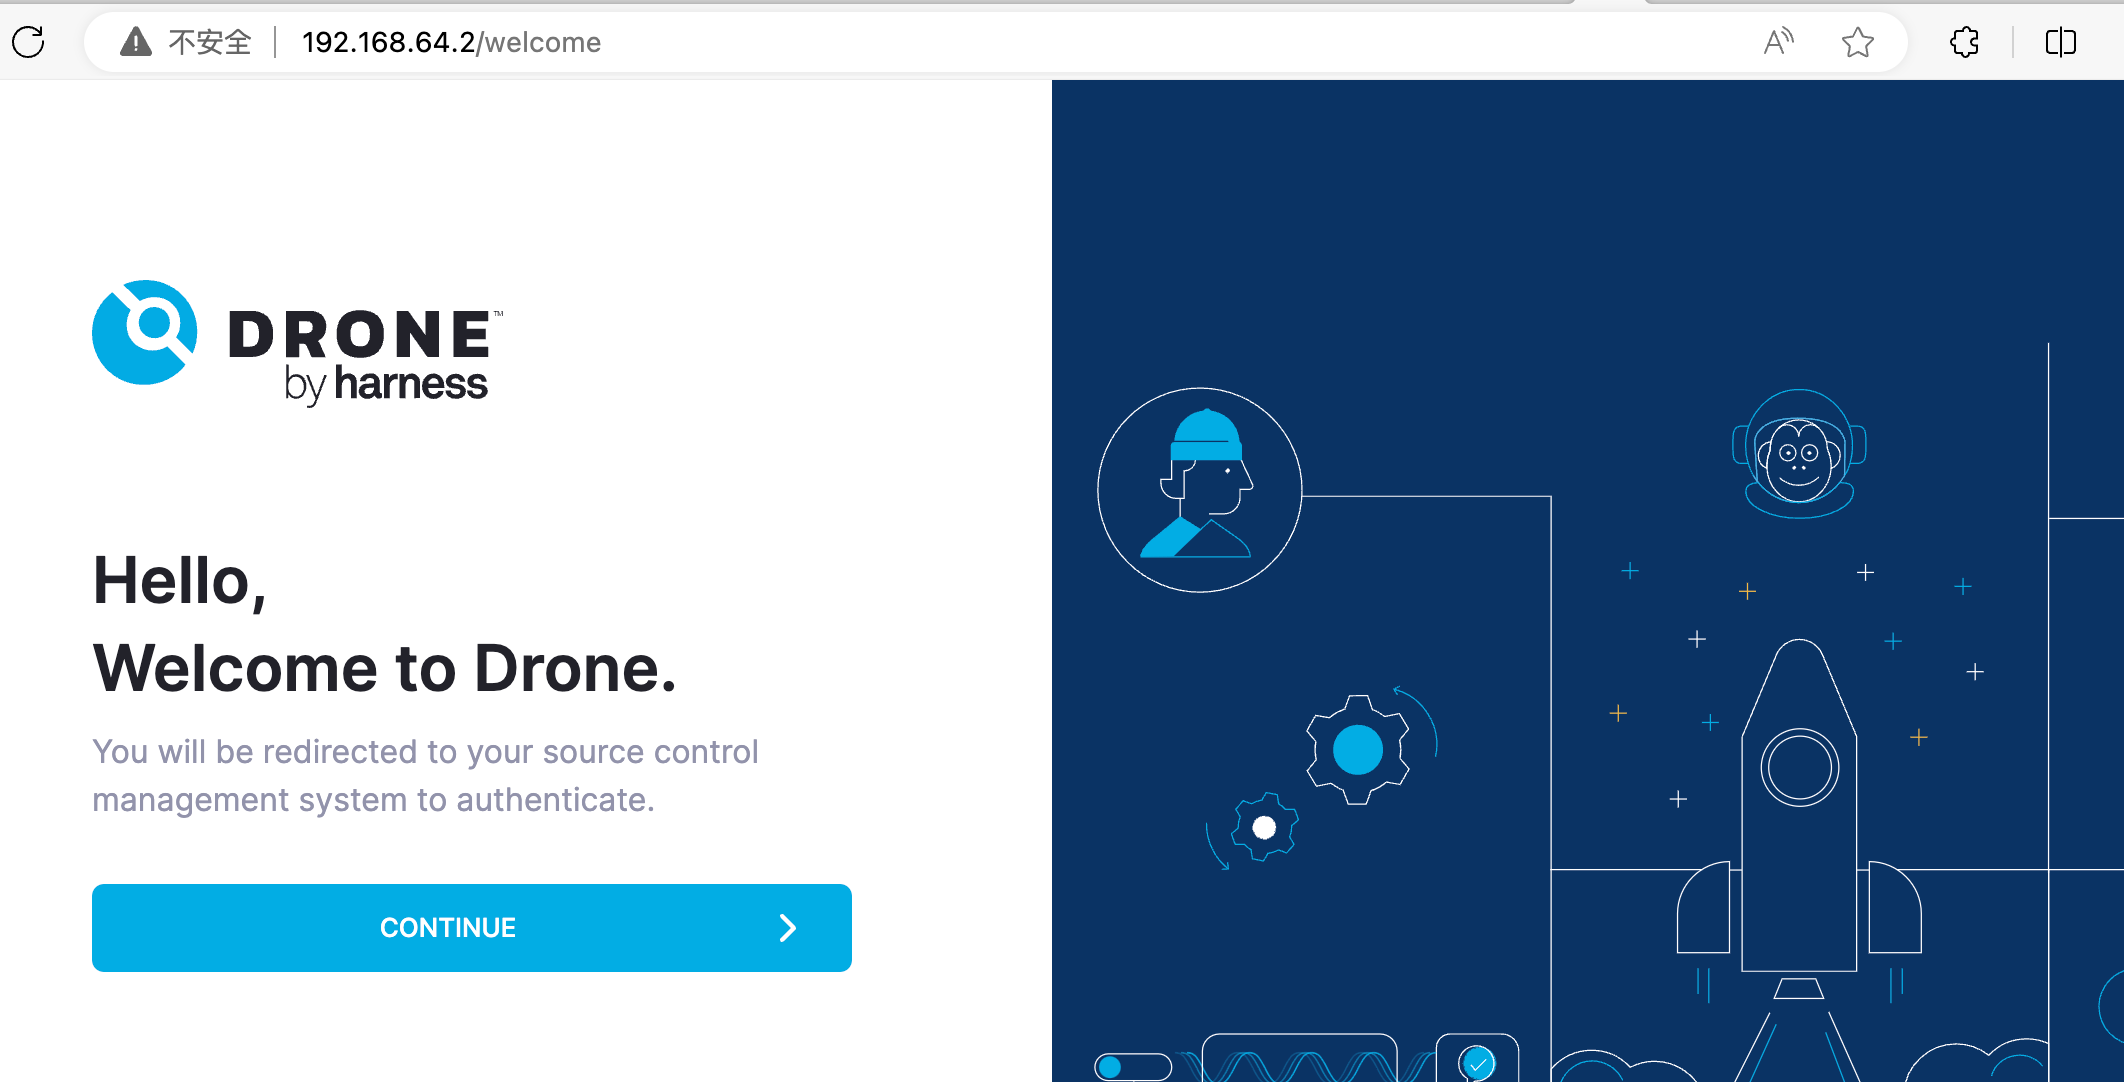 不安全 192.168.64.2/welcome
DRONE™
by harness
Hello,
Welcome to Drone.
You will be redirected to your source control
management system to authenticate.
CONTINUE